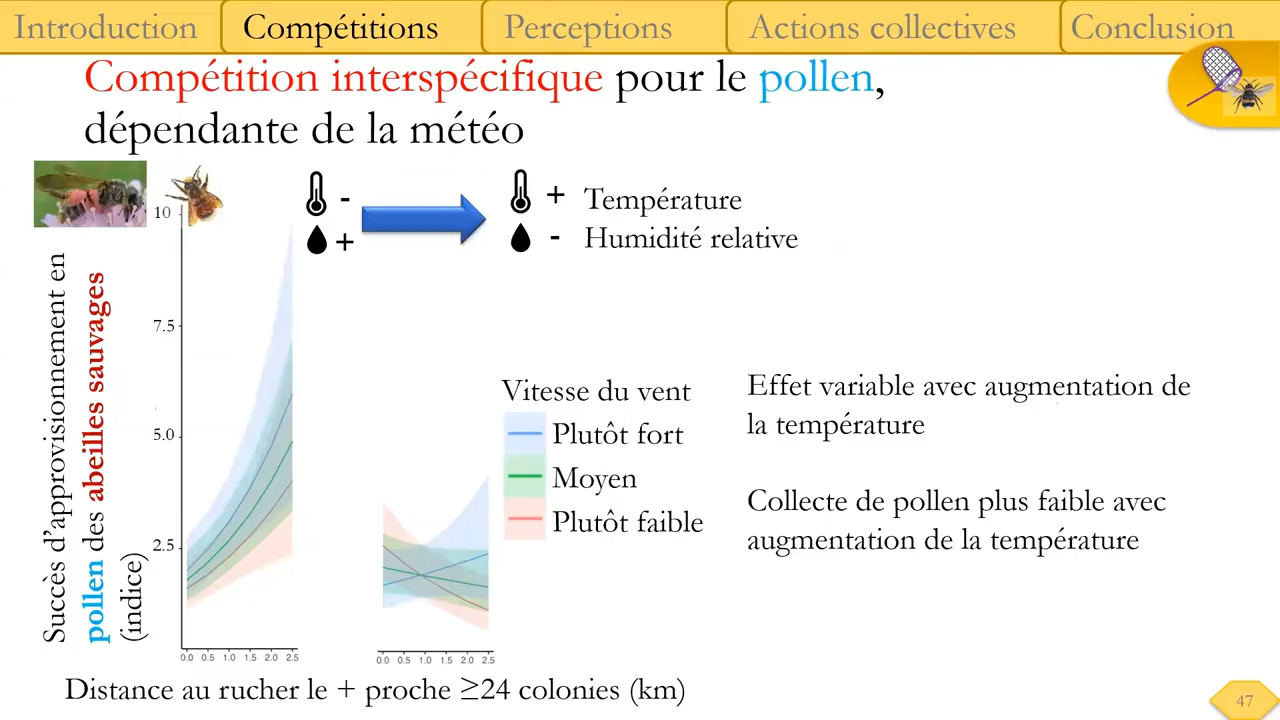 Introduction
Compétitions
Perceptions
Actions collectives
Conclusion
Compétition interspécifique pour le pollen,
dépendante de la météo
Succès d'approvisionnement en
pollen des abeilles sauvages
(indice)
10
7.5
5.0
2.5
-
+
+ Température
- Humidité relative
Vitesse du vent
Plutôt fort
Moyen
Plutôt faible
Effet variable avec augmentation de
la température
Collecte de pollen plus faible avec
augmentation de la température
0.0 0.5 1.0 1.5 2.0 2.5
0.0 0.5 1.0 1.5 2.0 2.5
Distance au rucher le + proche ≥24 colonies (km)
47